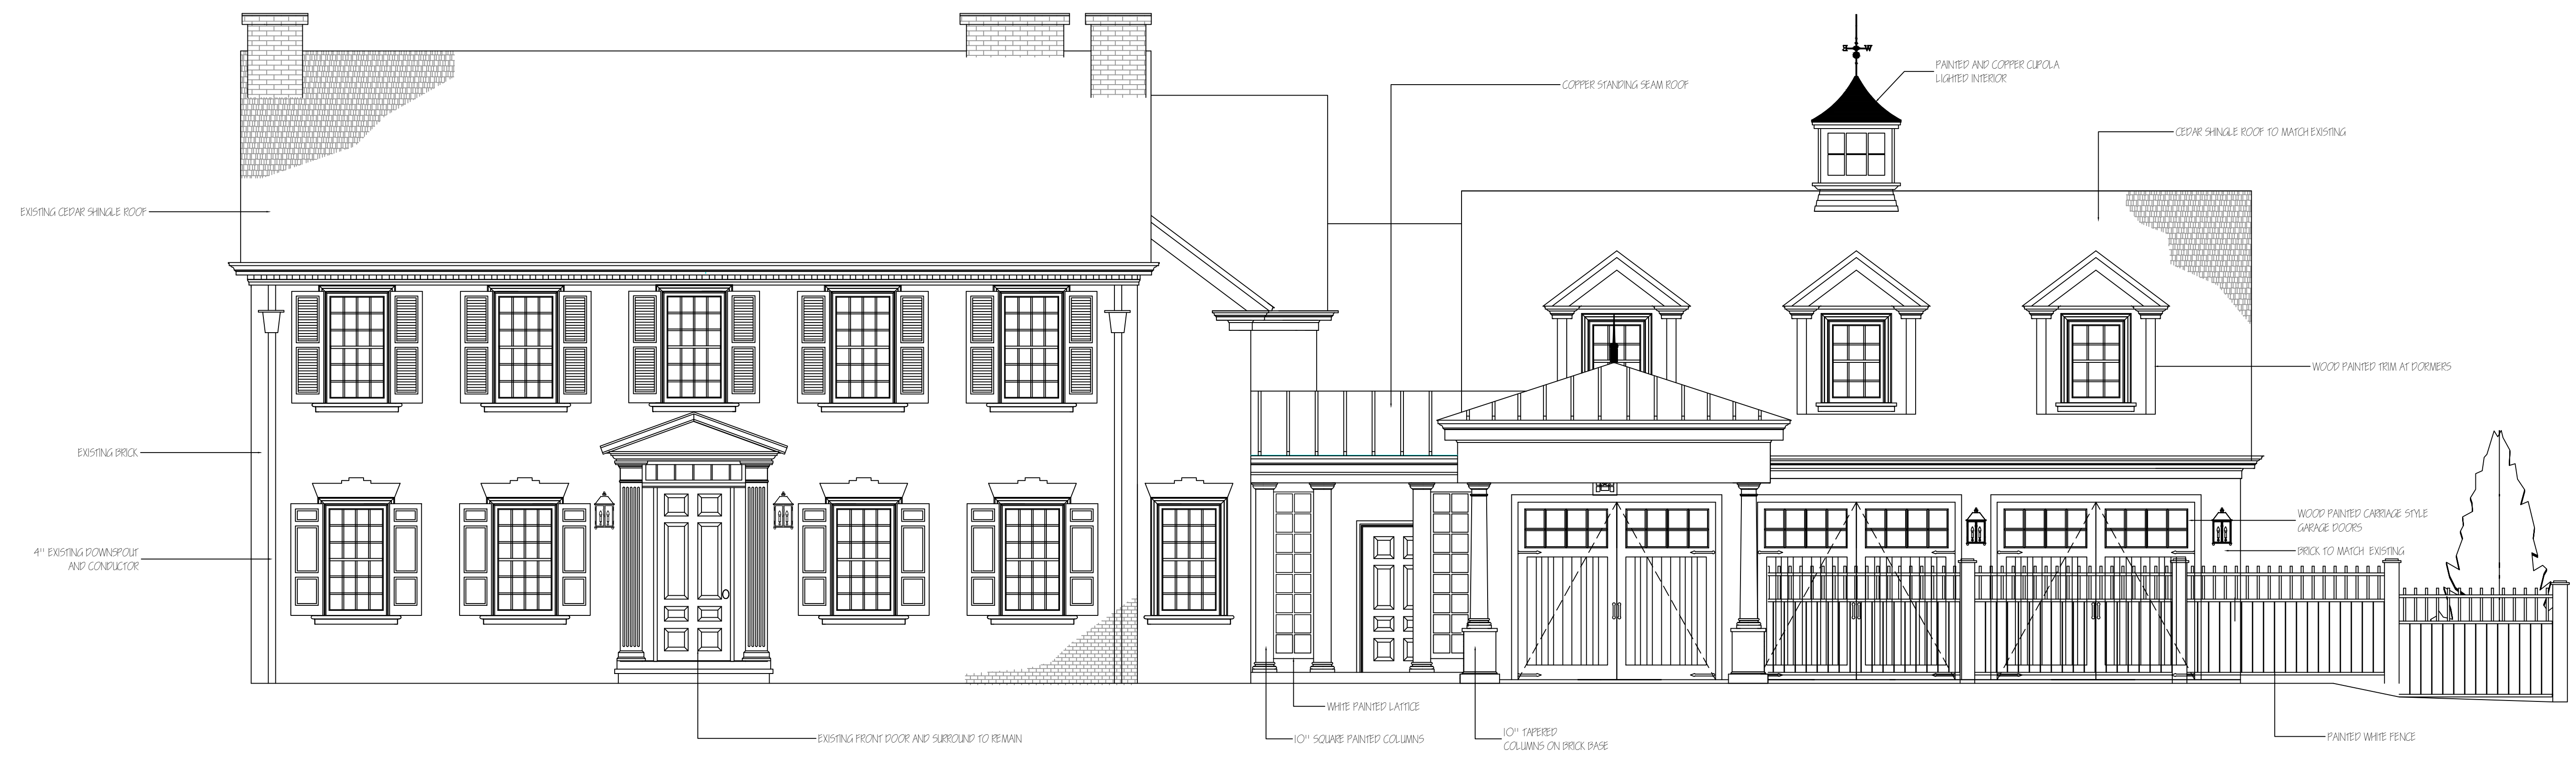 S W
PAINTED AND COPPER CUPOLA
LIGHTED INTERIOR
COPPER STANDING SEAM ROOF
CEDAR SHINGLE ROOF TO MATCH EXISTING
EXISTING CEDAR SHINGLE ROOF
WOOD PAINTED TRIM AT DORMERS
EXISTING BRICK
WOOD PAINTED CARRIAGE STYLE
GARAGE DOORS
4" EXISTING DOWNSPOUT
AND CONDUCTOR
BRICK TO MATCH EXISTING
WHITE PAINTED LATTICE
EXISTING FRONT DOOR AND SURROUND TO REMAIN
10" SQUARE PAINTED COLUMNS
10" TAPERED
COLUMNS ON BRICK BASE
PAINTED WHITE FENCE